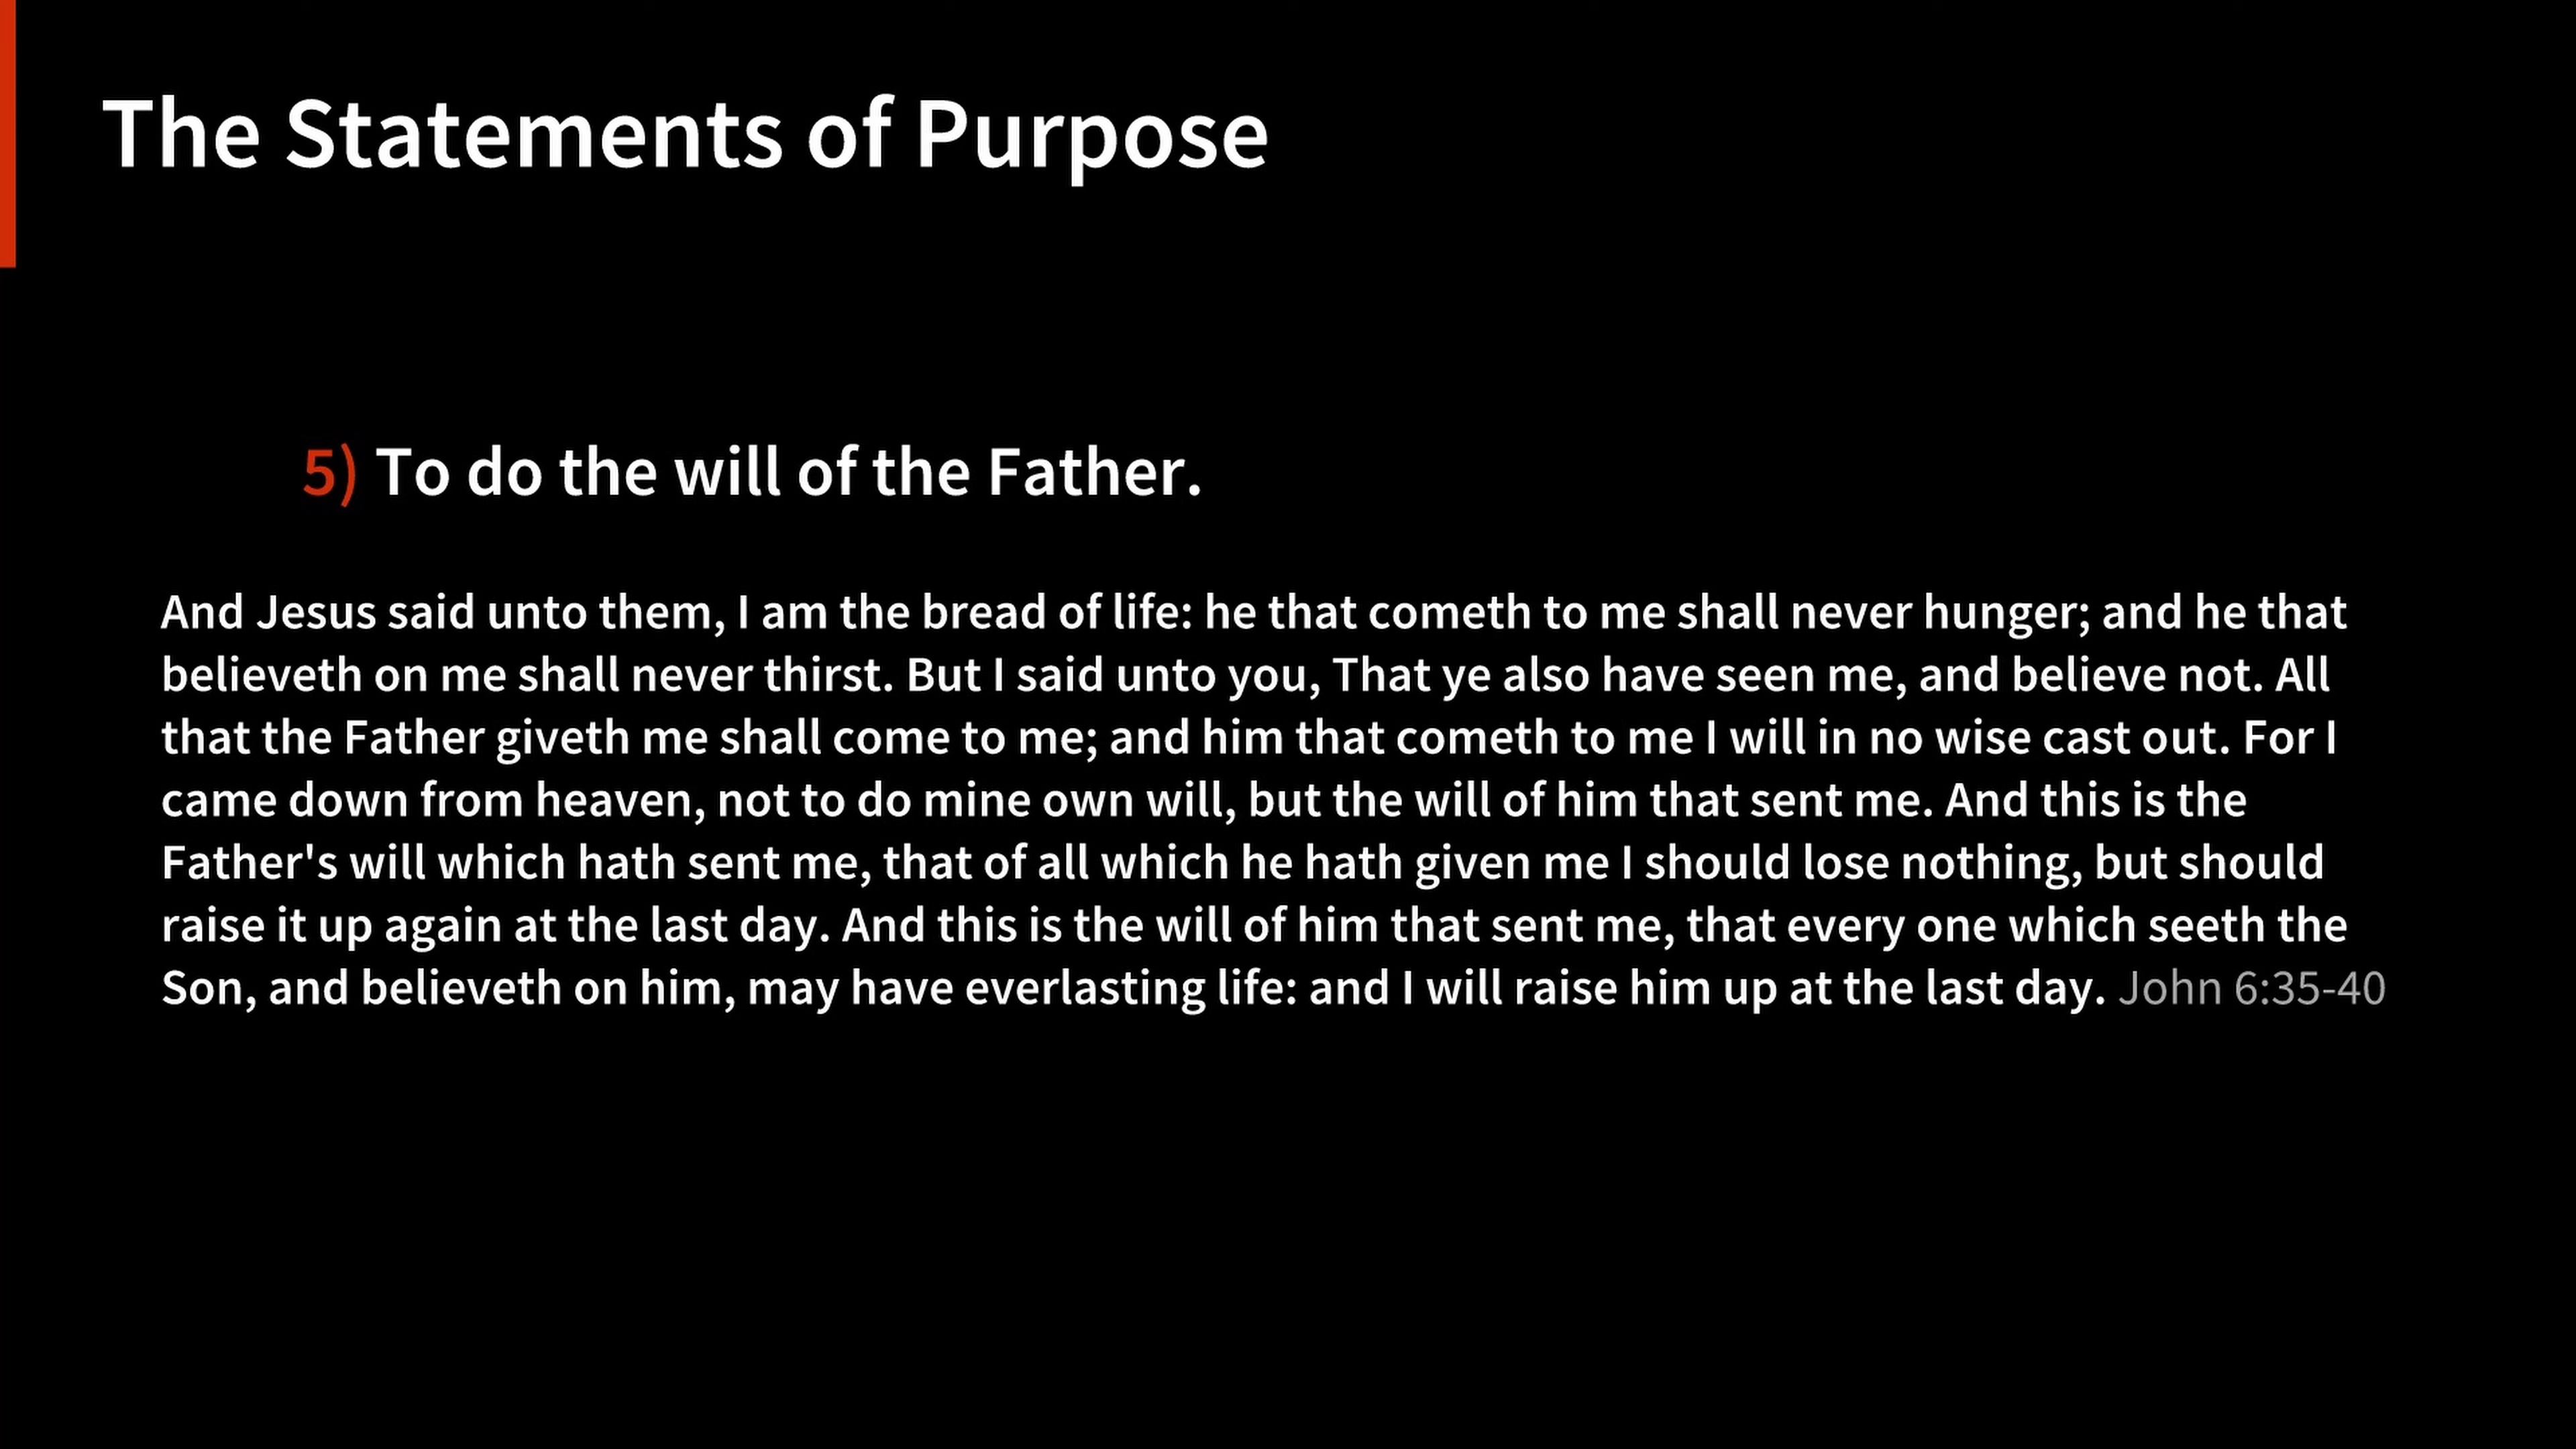 The Statements of Purpose
5) To do the will of the Father.
And Jesus said unto them, I am the bread of life: he that cometh to me shall never hunger; and he that
believeth on me shall never thirst. But I said unto you, That ye also have seen me, and believe not. All
that the Father giveth me shall come to me; and him that cometh to me I will in no wise cast out. For I
came down from heaven, not to do mine own will, but the will of him that sent me. And this is the
Father's will which hath sent me, that of all which he hath given me I should lose nothing, but should
raise it up again at the last day. And this is the will of him that sent me, that every one which seeth the
Son, and believeth on him, may have everlasting life: and I will raise him up at the last day. John 6:35-40